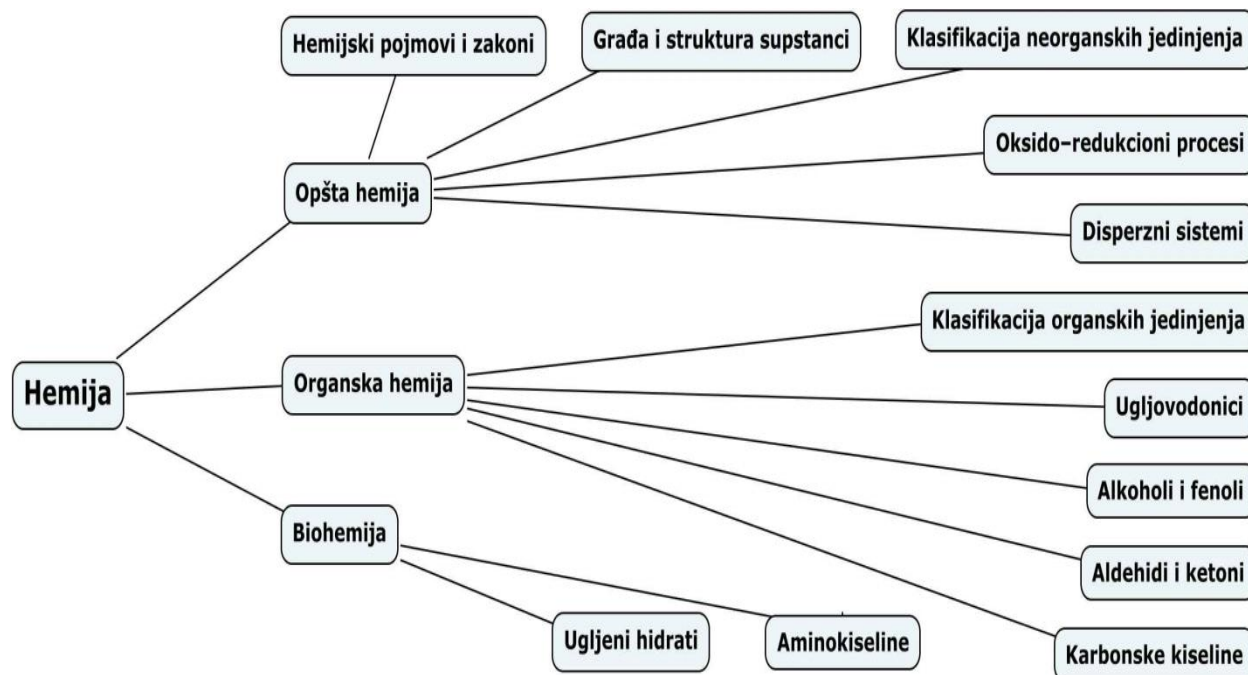 Hemijski pojmovi i zakoni
Građa i struktura supstanci
Klasifikacija neorganskih jedinjenja
Oksido–redukcioni procesi
Opšta hemija
Disperzni sistemi
Klasifikacija organskih jedinjenja
Hemija
Organska hemija
Ugljovodonici
Alkoholi i fenoli
Biohemija
Aldehidi i ketoni
Ugljeni hidrati
Aminokiseline
Karbonske kiseline